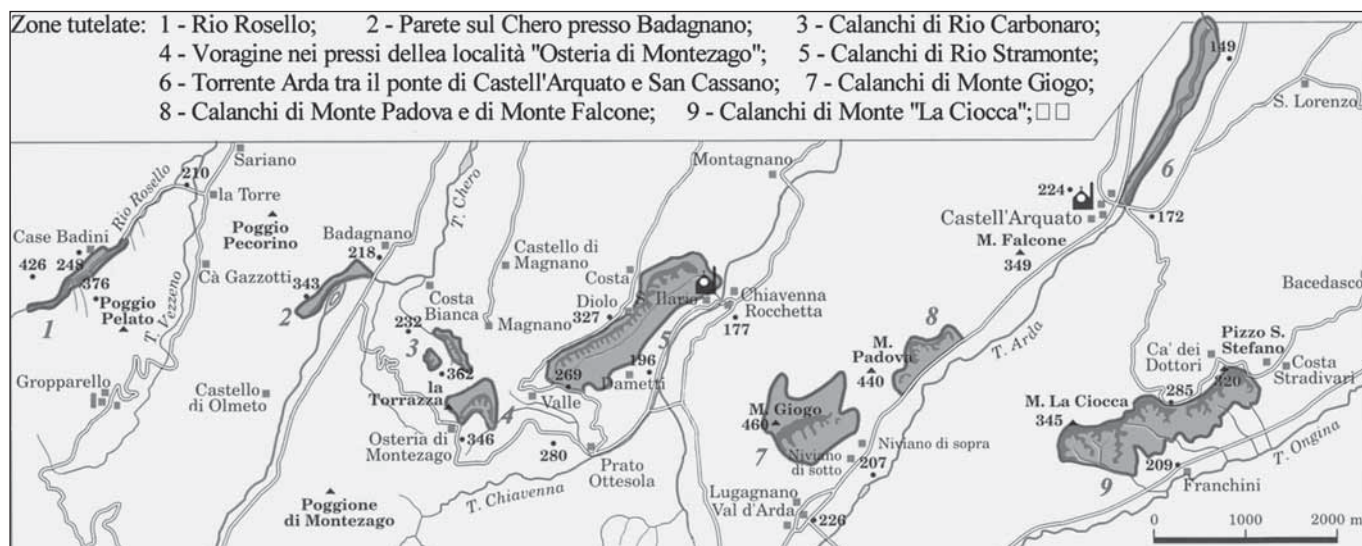 Zone tutelate: 1 - Rio Rosello; 2 - Parete sul Chero presso Badagnano; 3 - Calanchi di Rio Carbonaro;
4 - Voragine nei pressi dellea località "Osteria di Montezago"; 5 - Calanchi di Rio Stramonte;
6 - Torrente Arda tra il ponte di Castell'Arquato e San Cassano; 7 - Calanchi di Monte Giogo;
8 - Calanchi di Monte Padova e di Monte Falcone; 9 - Calanchi di Monte "La Ciocca"; □□
149
S. Lorenzo
Sariano
Montagnano
210
Rio Rosello
la Torre
T. Chero
6
224
Poggio
Pecorino
Castell'Arquato
172
Case Badini
248
Badagnano
218
Castello di
Magnano
M. Falcone
349
426
376
Cà Gazzotti
Costa
Bacedasco
343
Costa
Bianca
S. Ilario
Chiavenna
Rocchetta
Poggio
Pelato
1
T. Vezzeno
2
232
Magnano
Diolo
327
177
5
8
T. Arda
3
M.
Padova
440
Pizzo S.
Stefano
Ca' dei
Dottori
Costa
Stradivari
320
362
196
269
Dametti
Gropparello
Castello
di Olmeto
la
Torrazza
4
Valle
M. Giogo
460
M. La Ciocca
345
285
Osteria di
Montezago
346
280
Prato
Ottesola
7
Niviano
di sotto
Niviano di sopra
207
209
T. Ongina
9
Franchini
Poggione
di Montezago
T. Chiavenna
Lugagnano
Val d'Arda
226
0 1000 2000 m